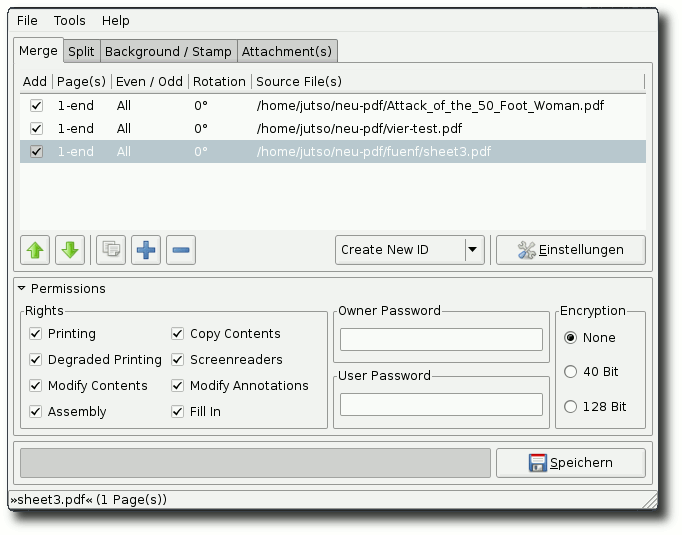 File Tools Help
Merge Split Background / Stamp Attachment(s)
Add Page(s) Even / Odd Rotation Source File(s)
1-end All 0° /home/jutso/neu-pdf/Attack_of_the_50_Foot_Woman.pdf
1-end All 0° /home/jutso/neu-pdf/vier-test.pdf
1-end All 0° /home/jutso/neu-pdf/fuenf/sheet3.pdf
Create New ID Einstellungen
Permissions
Rights Owner Password Encryption
Printing Copy Contents None
Degraded Printing Screenreaders 40 Bit
User Password
Modify Contents Modify Annotations
Assembly Fill In 128 Bit
Speichern
»sheet3.pdf« (1 Page(s))